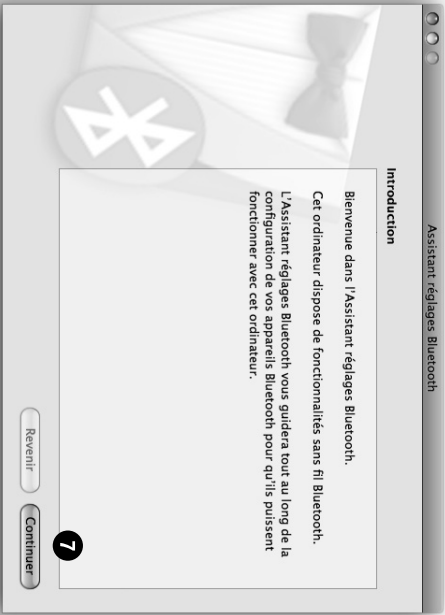 Assistant réglages Bluetooth
Introduction
Bienvenue dans l'Assistant réglages Bluetooth.
Cet ordinateur dispose de fonctionnalités sans fil Bluetooth.
L'Assistant réglages Bluetooth vous guidera tout au long de la
configuration de vos appareils Bluetooth pour qu'ils puissent
fonctionner avec cet ordinateur.
7
Revenir
Continuer